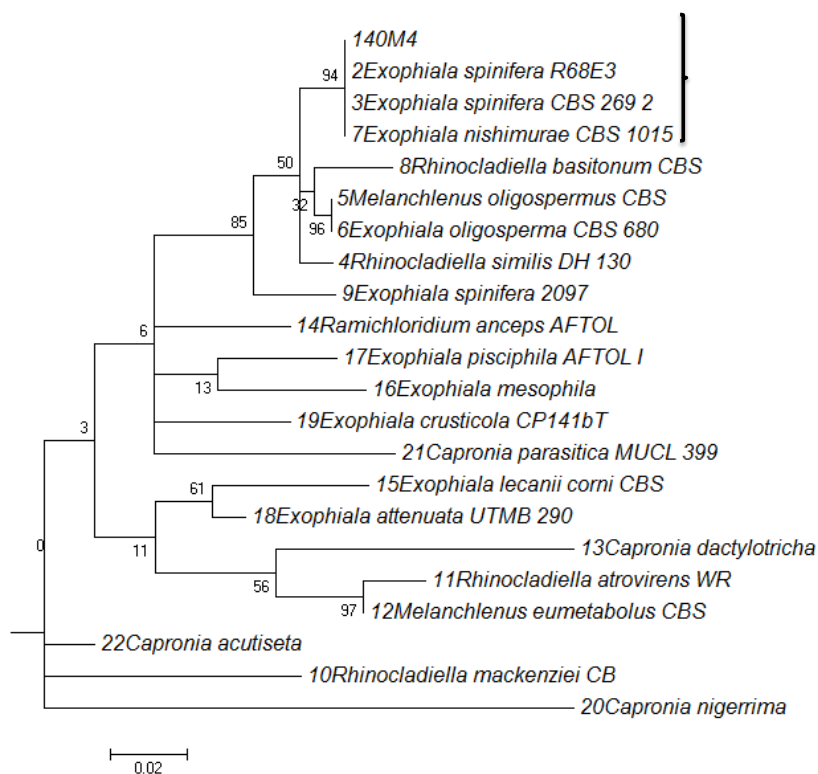 140M4
94
2Exophiala spinifera R68E3
3Exophiala spinifera CBS 269 2
7Exophiala nishimurae CBS 1015
50
8Rhinocladiella basitonum CBS
32
5Melanchlenus oligospermus CBS
85
96
6Exophiala oligosperma CBS 680
4Rhinocladiella similis DH 130
9Exophiala spinifera 2097
6
14Ramichloridium anceps AFTOL
17Exophiala pisciphila AFTOL I
13
16Exophiala mesophila
3
19Exophiala crusticola CP141bT
21Capronia parasitica MUCL 399
61
15Exophiala lecanii corni CBS
18Exophiala attenuata UTMB 290
0
11
13Capronia dactylotricha
56
11Rhinocladiella atrovirens WR
97
12Melanchlenus eumetabolus CBS
22Capronia acutiseta
10Rhinocladiella mackenziei CB
20Capronia nigerrima
0.02